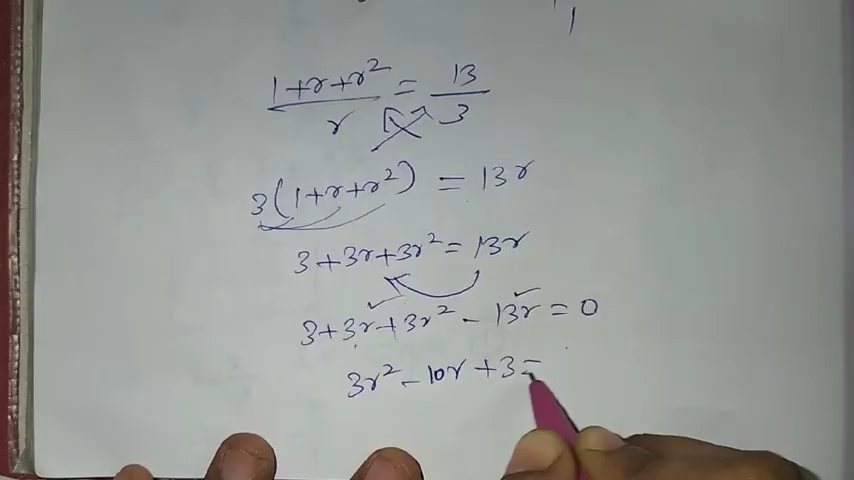 1+r+r²/r = 13/3
3(1+r+r²) = 13r
3+3r+3r² = 13r
3+3r+3r² - 13r = 0
3r² - 10r + 3 =